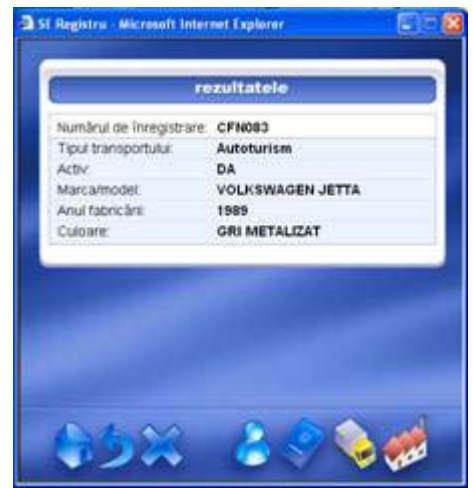 SE Registru - Microsoft Internet Explorer
rezultatele
Numărul de înregistrare: CFN083
Tipul transportului: Autoturism
Activ: DA
Marca/model: VOLKSWAGEN JETTA
Anul fabricării: 1989
Culoare: GRI METALIZAT